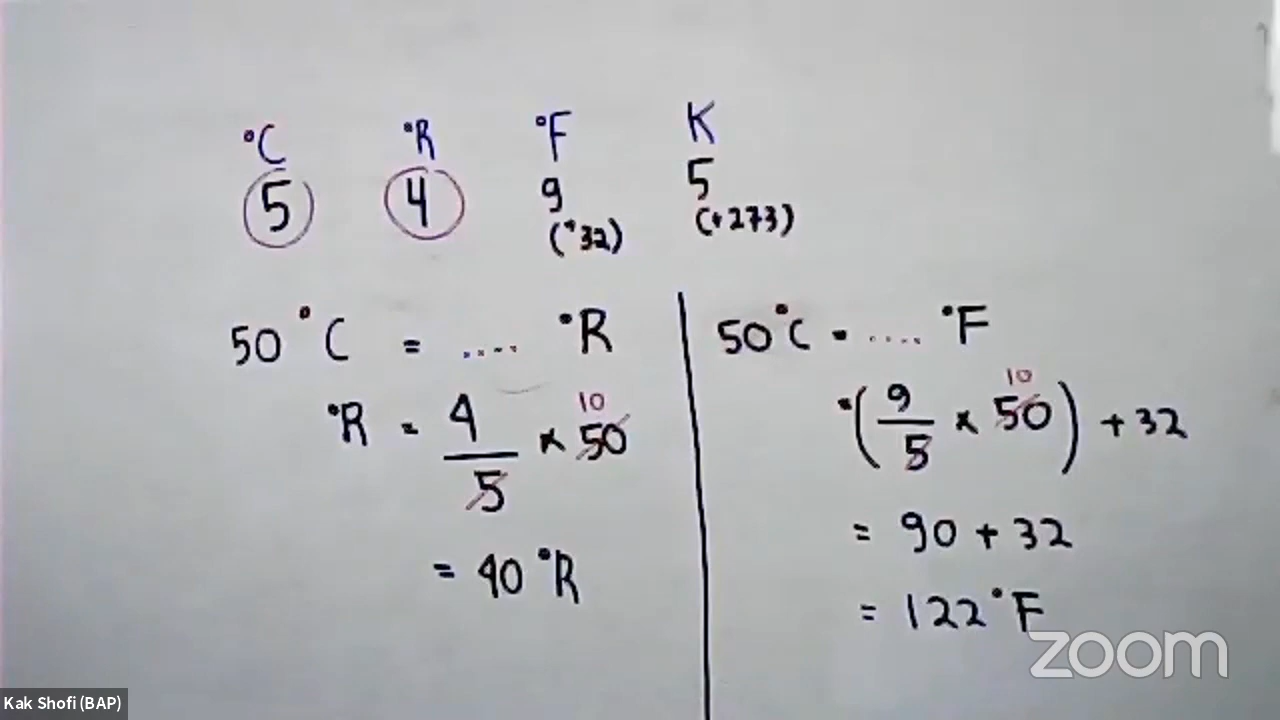 °C °R °F K
5 4 9 5
(+32) (+273)
50°C = .... °R
°R = 4/5 × 50 10
= 40°R
50°C = .... °F
= (9/5 × 50 10) + 32
= 90 + 32
= 122°F
zoom
Kak Shofi (BAP)